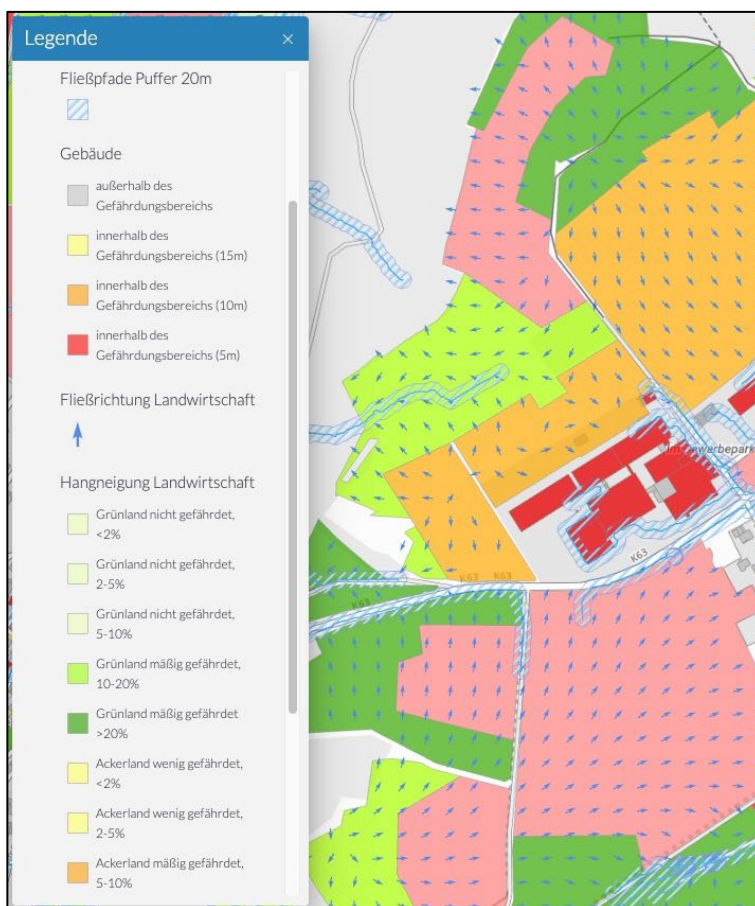 Legende ×
Fließpfade Puffer 20m
Gebäude
außerhalb des
Gefährdungsbereichs
innerhalb des
Gefährdungsbereichs (15m)
innerhalb des
Gefährdungsbereichs (10m)
innerhalb des
Gefährdungsbereichs (5m)
Fließrichtung Landwirtschaft
Hangneigung Landwirtschaft
Grünland nicht gefährdet,
<2%
Grünland nicht gefährdet,
2-5%
Grünland nicht gefährdet,
5-10%
Grünland mäßig gefährdet,
10-20%
Grünland mäßig gefährdet
>20%
Ackerland wenig gefährdet,
<2%
Ackerland wenig gefährdet,
2-5%
Ackerland mäßig gefährdet,
5-10%
Im Gewerbepark
K63
K63 K63
K63